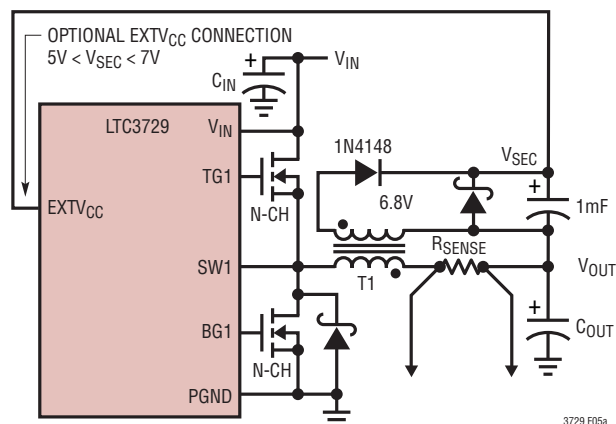 OPTIONAL EXTVCC CONNECTION
5V < VSEC < 7V
+
CIN
VIN
LTC3729
VIN
1N4148
VSEC
TG1
+
6.8V
1mF
EXTVCC
N-CH
RSENSE
SW1
VOUT
T1
+
BG1
COUT
N-CH
PGND
3729 F05a